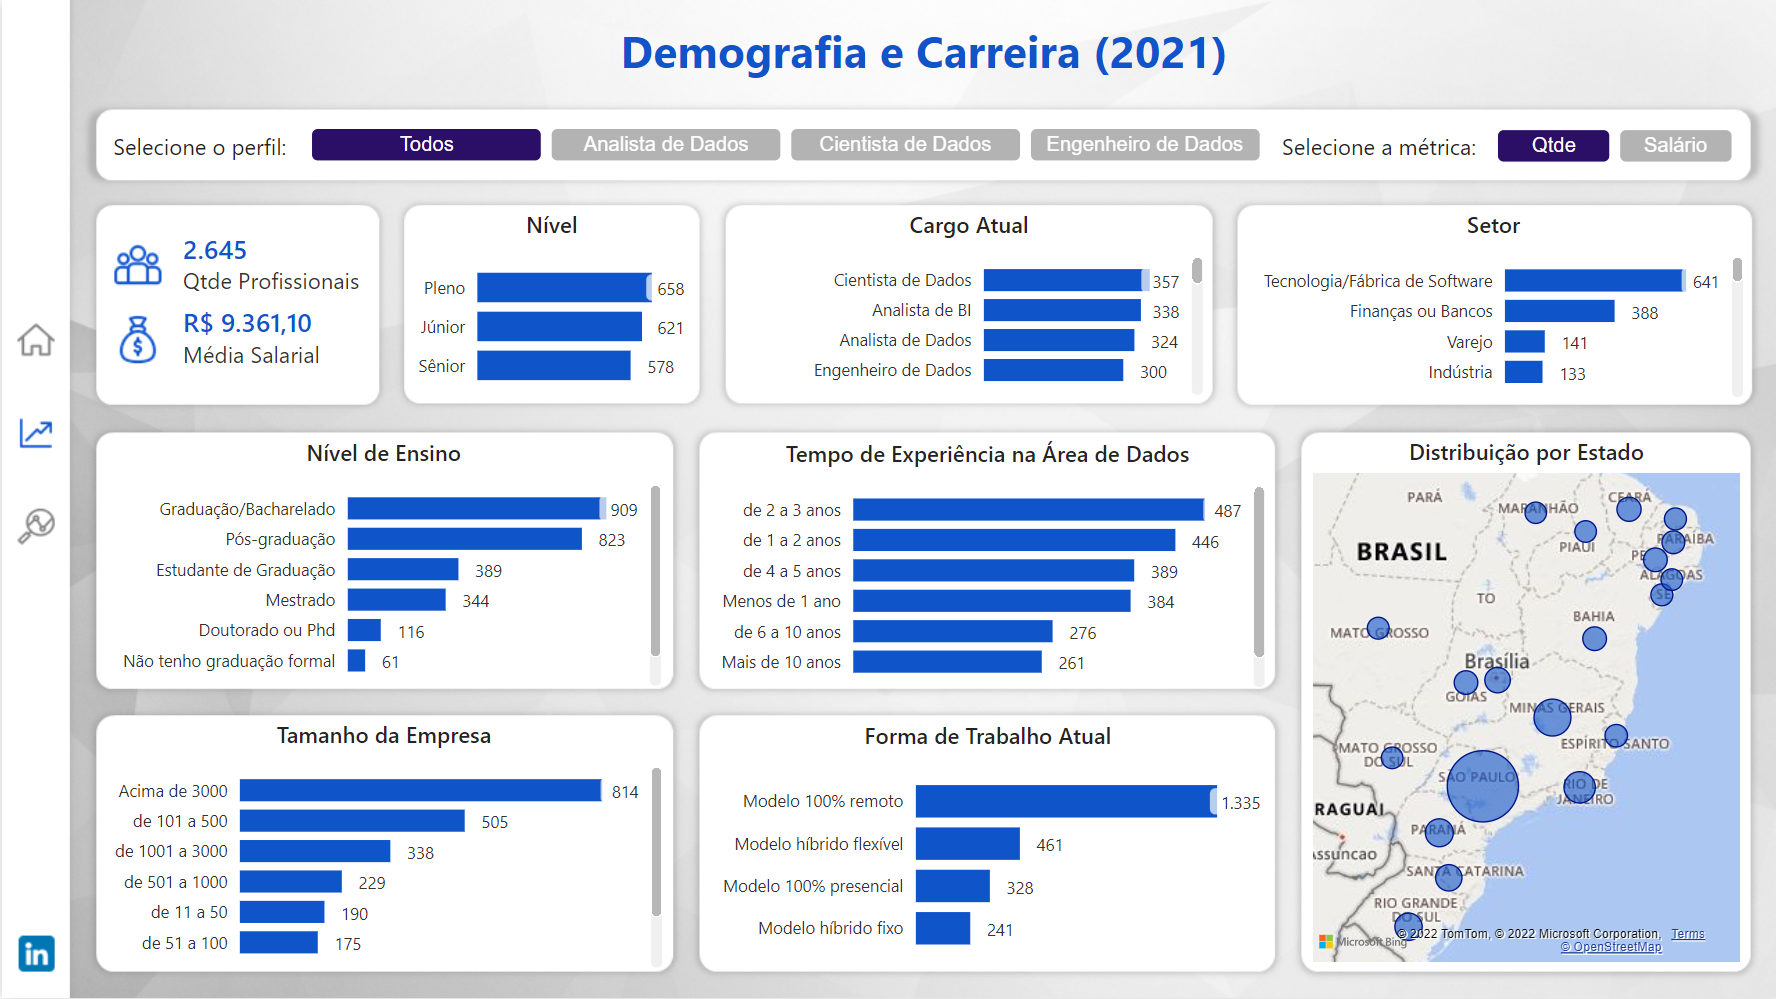 Demografia e Carreira (2021)
Selecione o perfil:
Todos
Analista de Dados
Cientista de Dados
Engenheiro de Dados
Selecione a métrica:
Qtde
Salário
2.645
Qtde Profissionais
R$ 9.361,10
Média Salarial
Nível
Pleno 658
Júnior 621
Sênior 578
Cargo Atual
Cientista de Dados 357
Analista de BI 338
Analista de Dados 324
Engenheiro de Dados 300
Setor
Tecnologia/Fábrica de Software 641
Finanças ou Bancos 388
Varejo 141
Indústria 133
Nível de Ensino
Graduação/Bacharelado 909
Pós-graduação 823
Estudante de Graduação 389
Mestrado 344
Doutorado ou Phd 116
Não tenho graduação formal 61
Tempo de Experiência na Área de Dados
de 2 a 3 anos 487
de 1 a 2 anos 446
de 4 a 5 anos 389
Menos de 1 ano 384
de 6 a 10 anos 276
Mais de 10 anos 261
Distribuição por Estado
PARÁ
MARANHÃO
CEARÁ
BRASIL
PIAUÍ
PARAÍBA
PE
ALAGOAS
SE
TO
BAHIA
MATO GROSSO
Brasília
GOIÁS
MINAS GERAIS
MATO GROSSO
DO SUL
ESPÍRITO SANTO
SÃO PAULO
RIO DE
JANEIRO
RAGUAI
PARANÁ
Assuncao
SANTA CATARINA
RIO GRANDE
DO SUL
Microsoft Bing
© 2022 TomTom, © 2022 Microsoft Corporation, Terms
© OpenStreetMap
Tamanho da Empresa
Acima de 3000 814
de 101 a 500 505
de 1001 a 3000 338
de 501 a 1000 229
de 11 a 50 190
de 51 a 100 175
Forma de Trabalho Atual
Modelo 100% remoto 1.335
Modelo híbrido flexível 461
Modelo 100% presencial 328
Modelo híbrido fixo 241
in